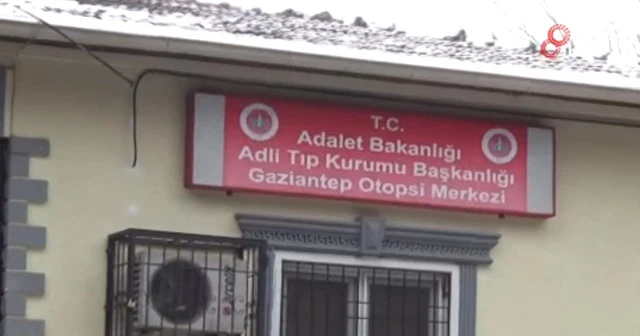 T.C.
Adalet Bakanlığı
Adli Tıp Kurumu Başkanlığı
Gaziantep Otopsi Merkezi